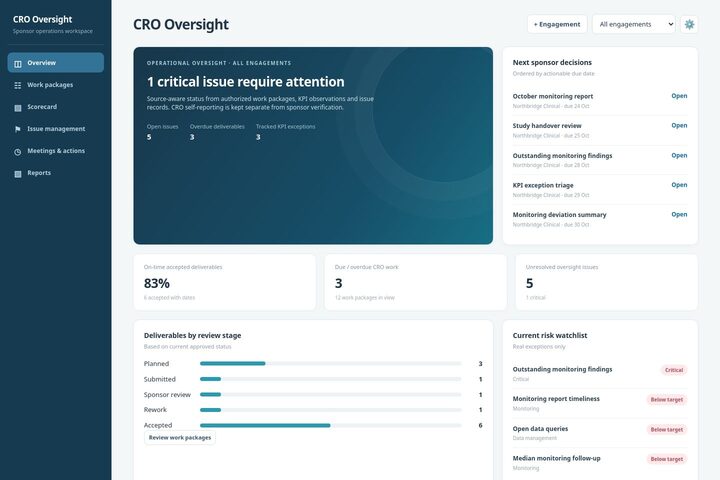 CRO Oversight
Sponsor operations workspace
Overview
Work packages
Scorecard
Issue management
Meetings & actions
Reports
CRO Oversight
+ Engagement
All engagements
OPERATIONAL OVERSIGHT · ALL ENGAGEMENTS
1 critical issue require attention
Source-aware status from authorized work packages, KPI observations and issue
records. CRO self-reporting is kept separate from sponsor verification.
Open issues
5
Overdue deliverables
3
Tracked KPI exceptions
3
Next sponsor decisions
Ordered by actionable due date
October monitoring report
Northbridge Clinical · due 24 Oct
Open
Study handover review
Northbridge Clinical · due 25 Oct
Open
Outstanding monitoring findings
Northbridge Clinical · due 28 Oct
Open
KPI exception triage
Northbridge Clinical · due 29 Oct
Open
Monitoring deviation summary
Northbridge Clinical · due 30 Oct
Open
On-time accepted deliverables
83%
6 accepted with dates
Due / overdue CRO work
3
12 work packages in view
Unresolved oversight issues
5
1 critical
Deliverables by review stage
Based on current approved status
Planned 3
Submitted 1
Sponsor review 1
Rework 1
Accepted 6
Review work packages
Current risk watchlist
Real exceptions only
Outstanding monitoring findings
Critical
Critical
Monitoring report timeliness
Monitoring
Below target
Open data queries
Data management
Below target
Median monitoring follow-up
Monitoring
Below target